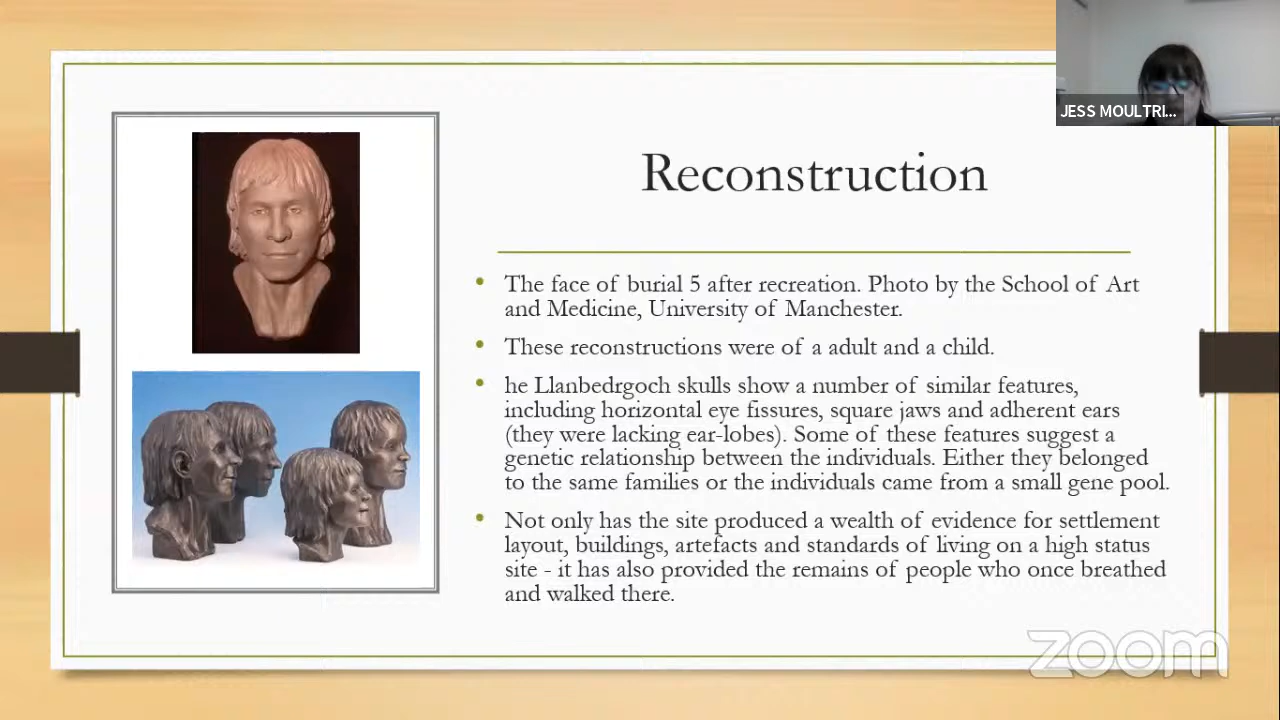 JESS MOULTRI...
Reconstruction
• The face of burial 5 after recreation. Photo by the School of Art
and Medicine, University of Manchester.
• These reconstructions were of a adult and a child.
• he Llanbedrgoch skulls show a number of similar features,
including horizontal eye fissures, square jaws and adherent ears
(they were lacking ear-lobes). Some of these features suggest a
genetic relationship between the individuals. Either they belonged
to the same families or the individuals came from a small gene pool.
• Not only has the site produced a wealth of evidence for settlement
layout, buildings, artefacts and standards of living on a high status
site - it has also provided the remains of people who once breathed
and walked there.
zoom